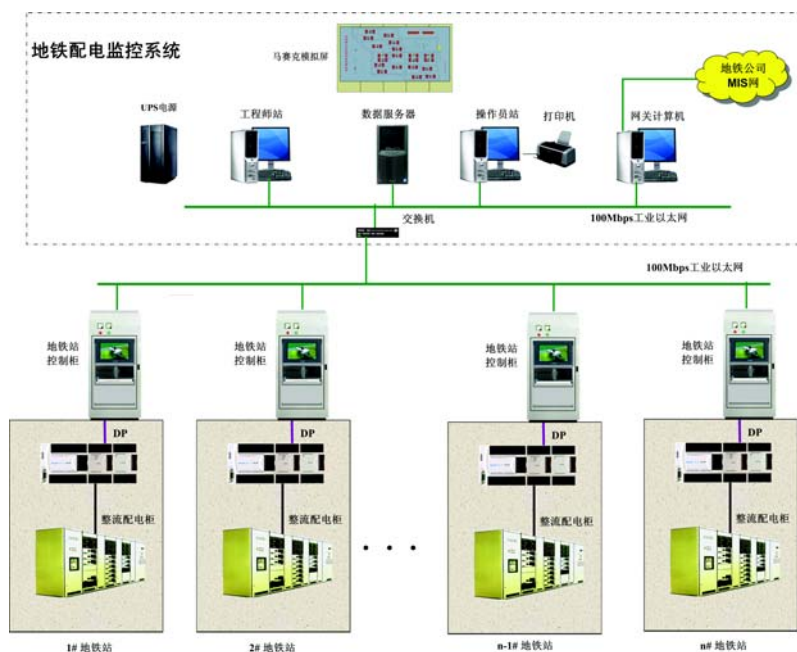 地铁配电监控系统
马赛克模拟屏
地铁公司
MIS网
UPS电源
工程师站
数据服务器
操作员站
打印机
网关计算机
交换机
100Mbps工业以太网
100Mbps工业以太网
地铁站
控制柜
地铁站
控制柜
地铁站
控制柜
地铁站
控制柜
DP
DP
DP
DP
整流配电柜
整流配电柜
整流配电柜
整流配电柜
1# 地铁站
2# 地铁站
n-1# 地铁站
n# 地铁站